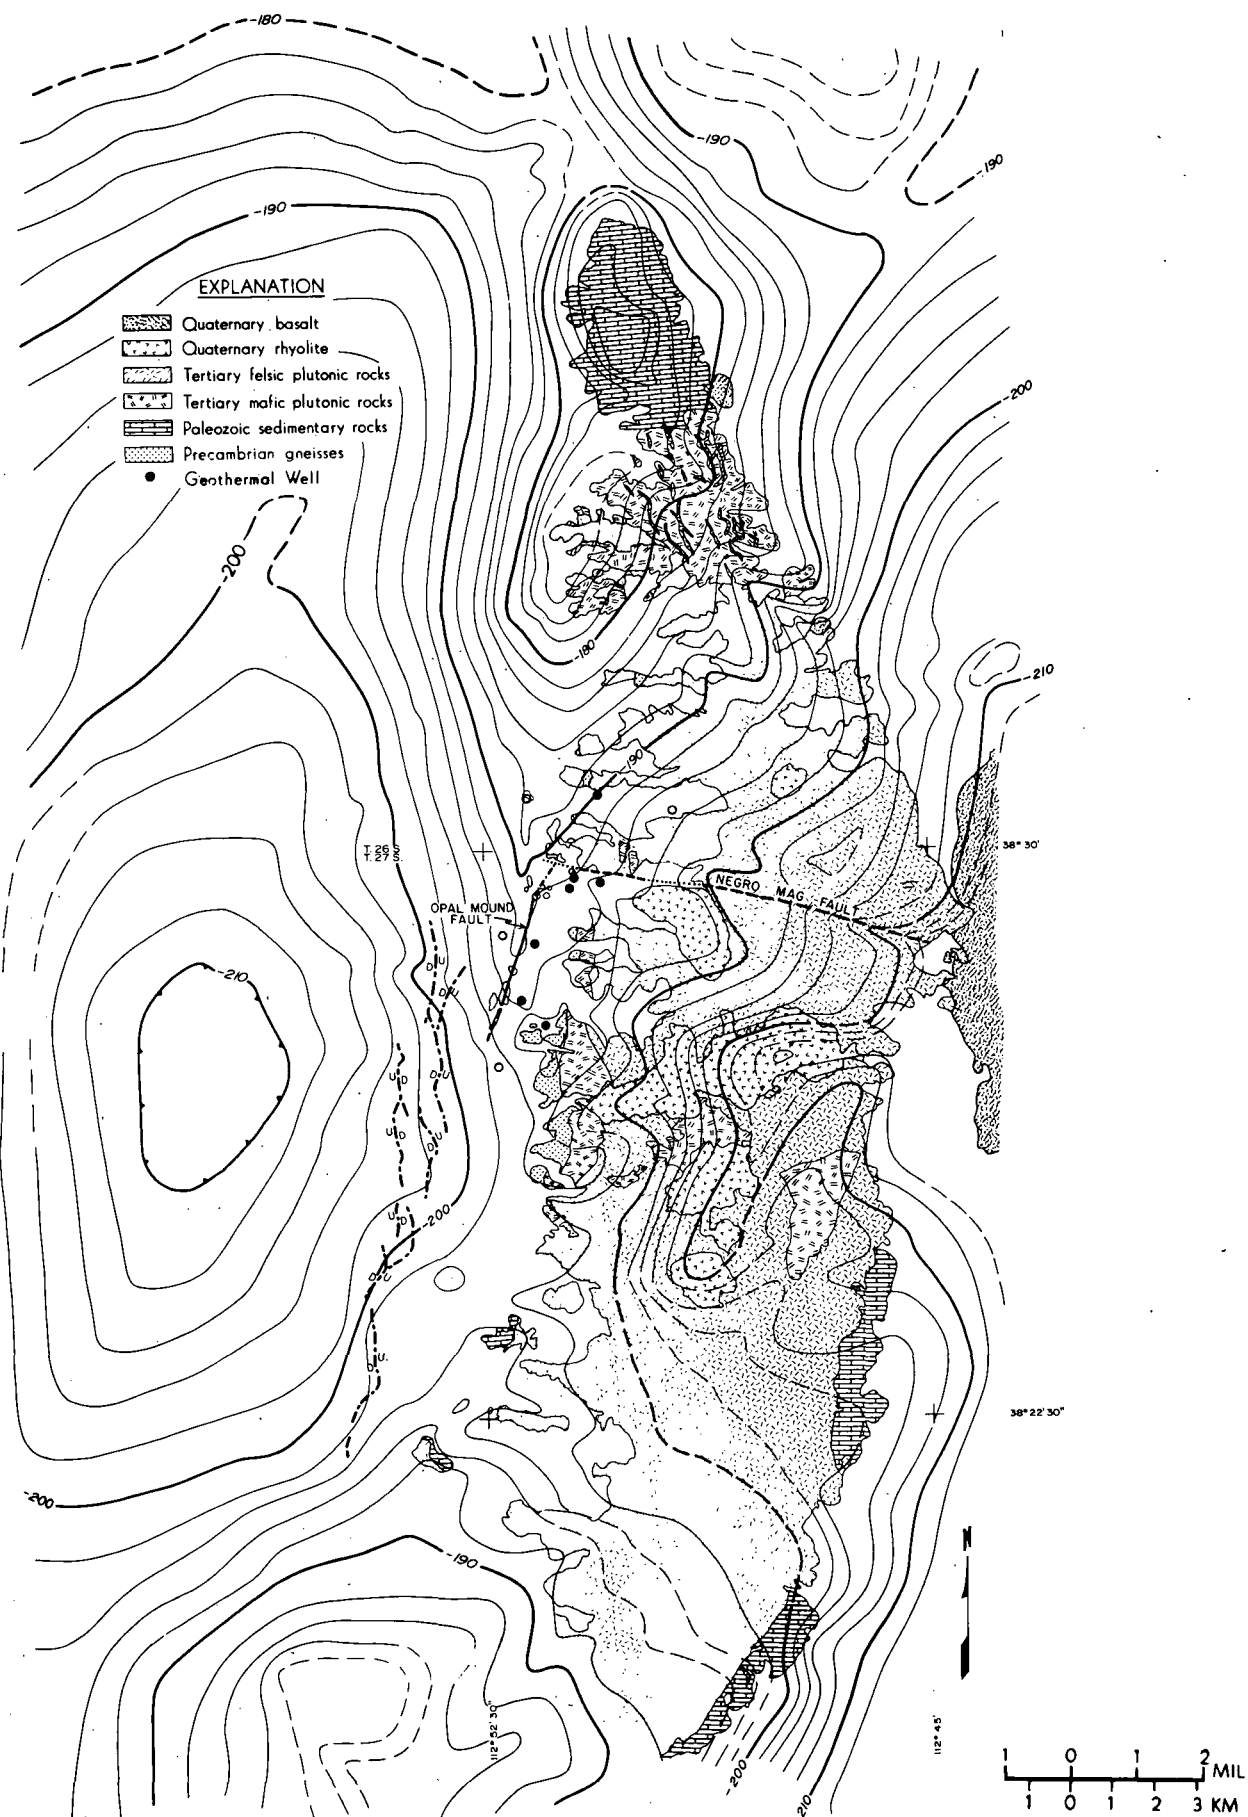 -180
-190
-190
-190
EXPLANATION
Quaternary basalt
Quaternary rhyolite
Tertiary felsic plutonic rocks
Tertiary mafic plutonic rocks
Paleozoic sedimentary rocks
Precambrian gneisses
Geothermal Well
-200
-200
-180
-210
-190
T. 26 S.
T. 27 S.
38° 30'
NEGRO MAG FAULT
OPAL MOUND
FAULT
-210
D U
D U
U D
D U
U D
D U
U D
-200
D U
D U.
38° 22' 30"
-200
-190
N
112° 52' 30"
112° 45'
-200
210
1 0 1 2 MIL
1 0 1 2 3 KM